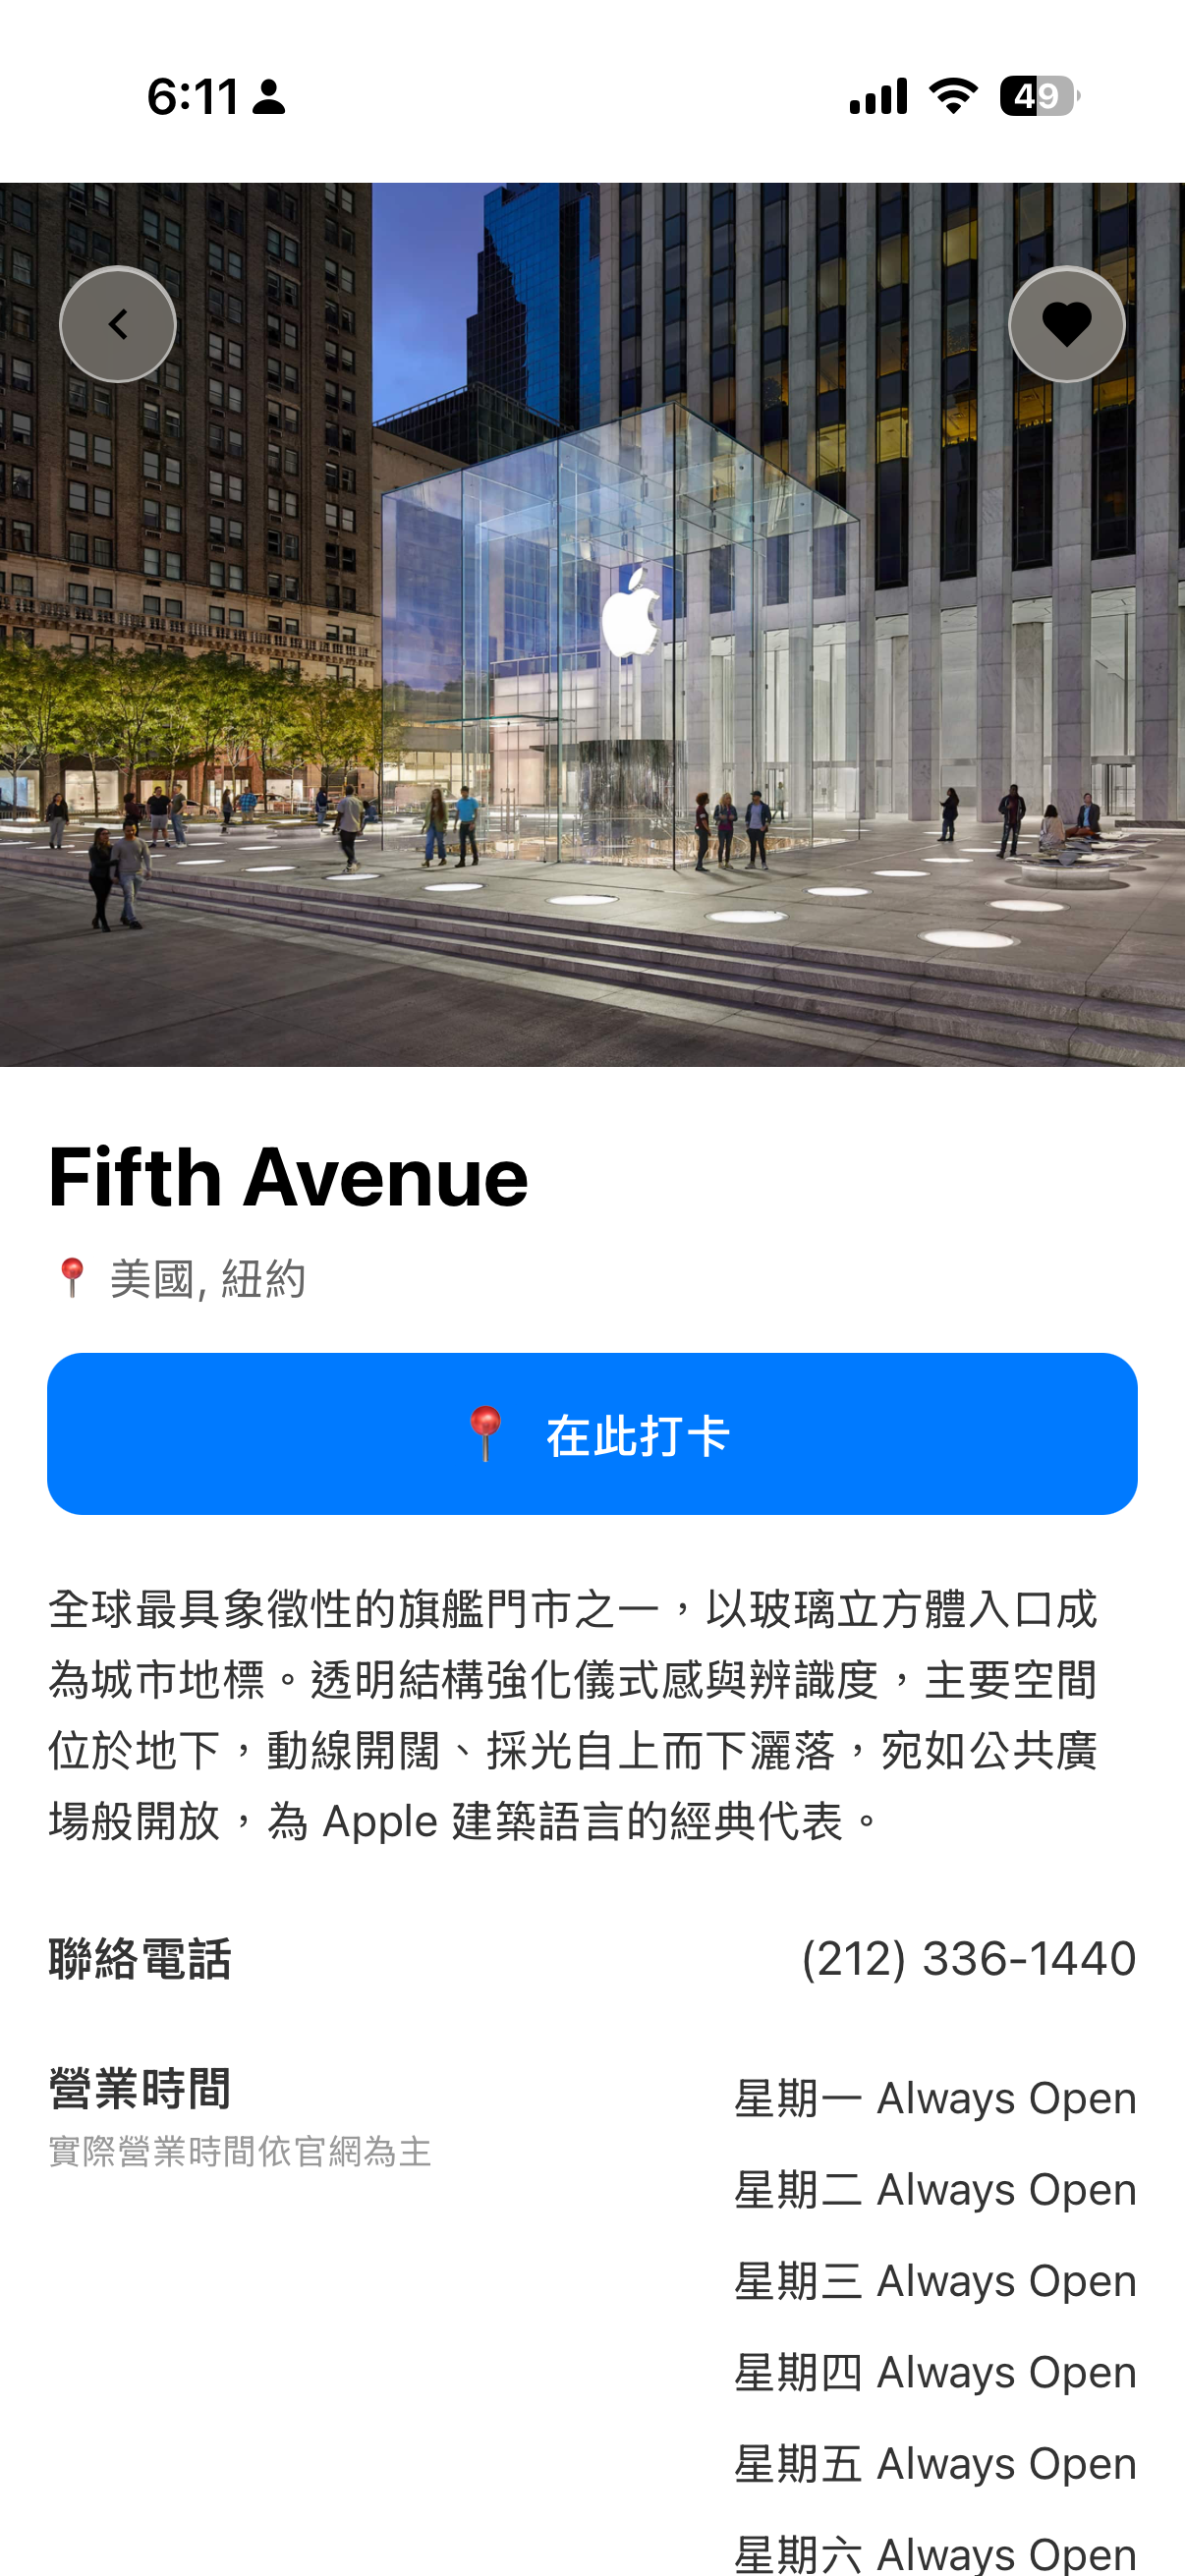 6:11
49
Fifth Avenue
📍 美國, 紐約
📍 在此打卡
全球最具象徵性的旗艦門市之一，以玻璃立方體入口成
為城市地標。透明結構強化儀式感與辨識度，主要空間
位於地下，動線開闊、採光自上而下灑落，宛如公共廣
場般開放，為 Apple 建築語言的經典代表。
聯絡電話
(212) 336-1440
營業時間
實際營業時間依官網為主
星期一 Always Open
星期二 Always Open
星期三 Always Open
星期四 Always Open
星期五 Always Open
星期六 Always Open